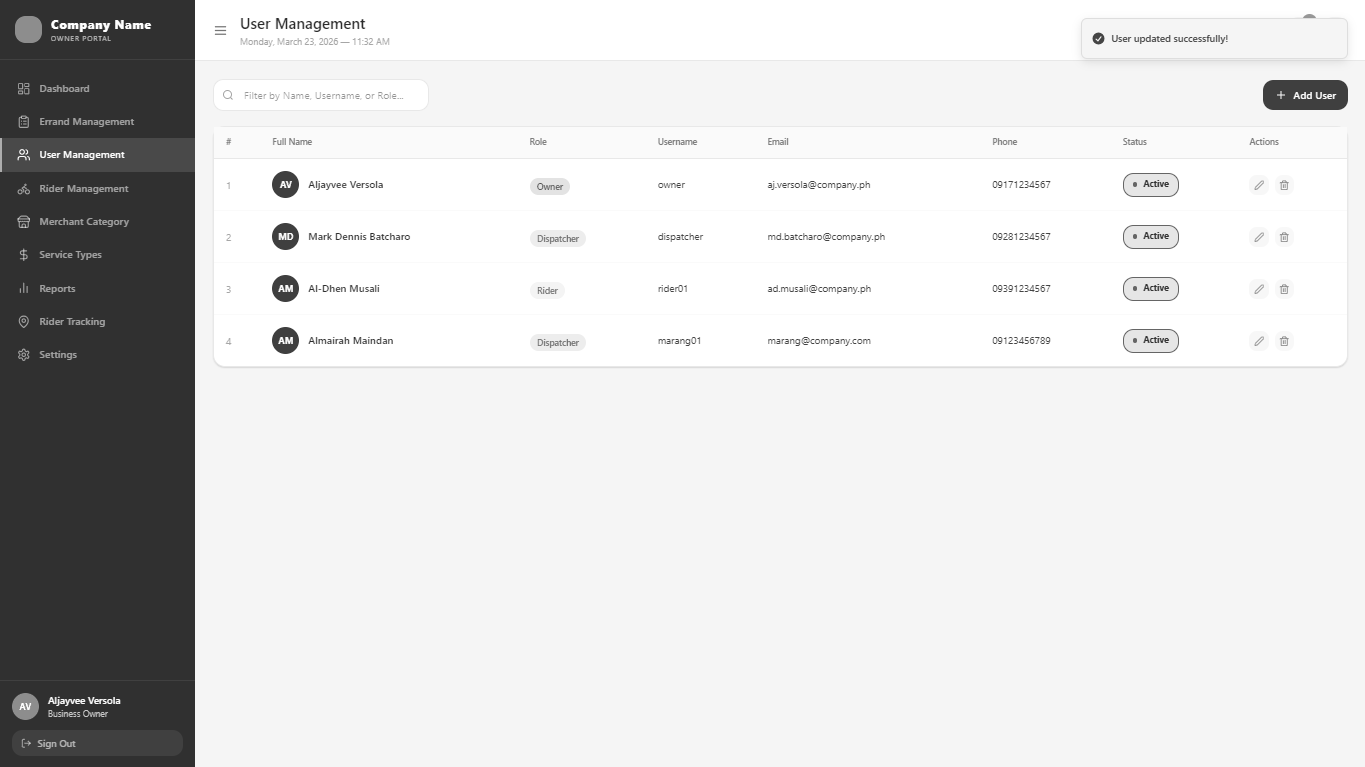 Company Name
OWNER PORTAL
Dashboard
Errand Management
User Management
Rider Management
Merchant Category
Service Types
Reports
Rider Tracking
Settings
AV
Aljayvee Versola
Business Owner
Sign Out
User Management
Monday, March 23, 2026 — 11:32 AM
User updated successfully!
Filter by Name, Username, or Role...
Add User
# Full Name Role Username Email Phone Status Actions
1 AV Aljayvee Versola Owner owner aj.versola@company.ph 09171234567 Active
2 MD Mark Dennis Batcharo Dispatcher dispatcher md.batcharo@company.ph 09281234567 Active
3 AM Al-Dhen Musali Rider rider01 ad.musali@company.ph 09391234567 Active
4 AM Almairah Maindan Dispatcher marang01 marang@company.com 09123456789 Active